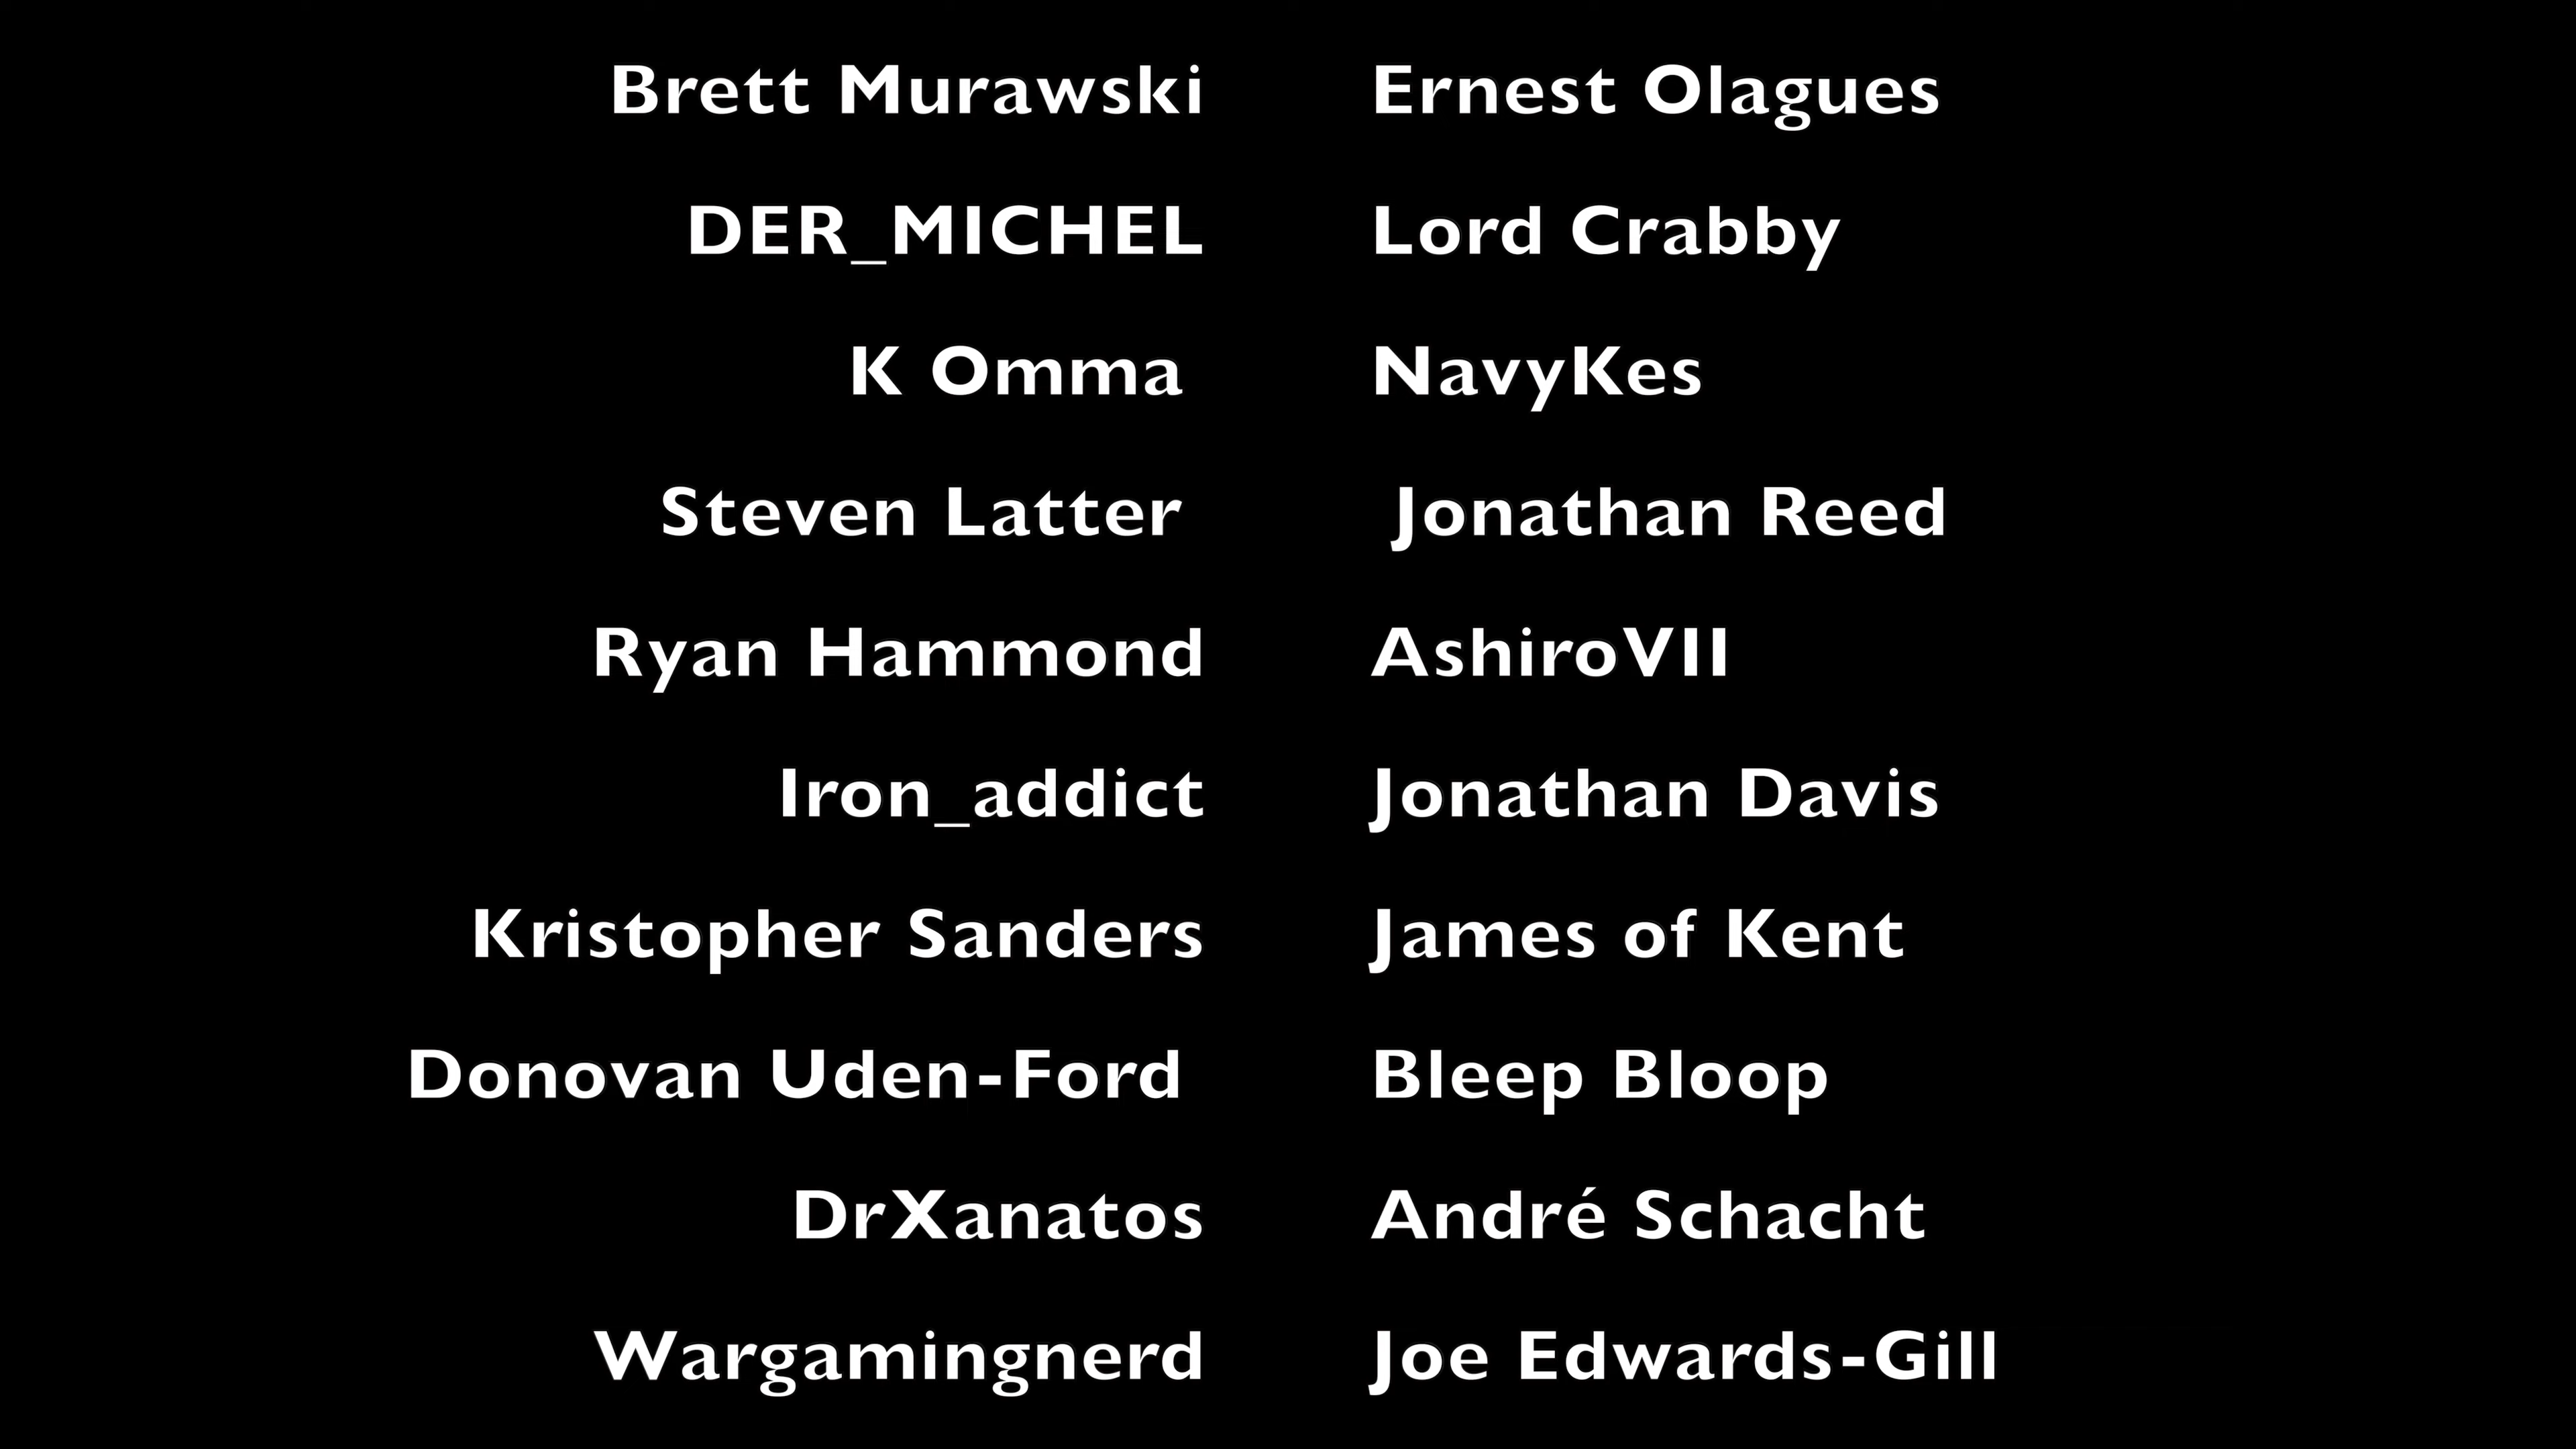 Brett Murawski Ernest Olagues
DER_MICHEL Lord Crabby
K Omma NavyKes
Steven Latter Jonathan Reed
Ryan Hammond AshiroVII
Iron_addict Jonathan Davis
Kristopher Sanders James of Kent
Donovan Uden-Ford Bleep Bloop
DrXanatos André Schacht
Wargamingnerd Joe Edwards-Gill